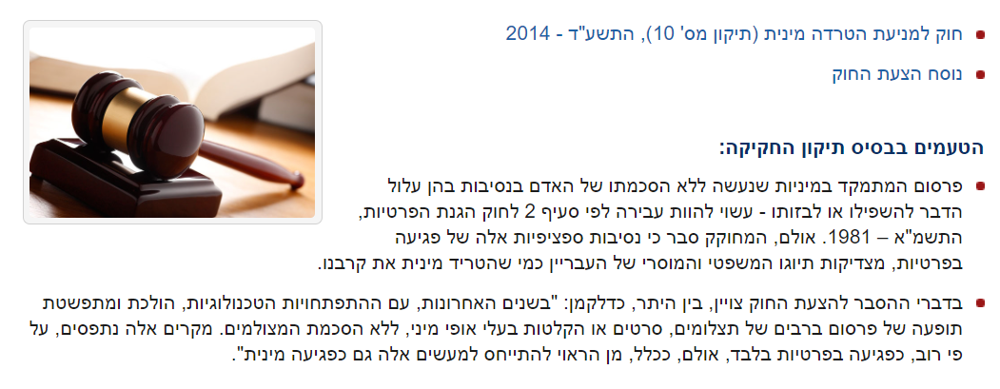 חוק למניעת הטרדה מינית (תיקון מס' 10), התשע"ד - 2014
נוסח הצעת החוק
הטעמים בבסיס תיקון החקיקה:
פרסום המתמקד במיניות שנעשה ללא הסכמתו של האדם בנסיבות בהן עלול
הדבר להשפילו או לבזותו - עשוי להוות עבירה לפי סעיף 2 לחוק הגנת הפרטיות,
התשמ"א – 1981. אולם, המחוקק סבר כי נסיבות ספציפיות אלה של פגיעה
בפרטיות, מצדיקות תיוגו המשפטי והמוסרי של העבריין כמי שהטריד מינית את קרבנו.
בדברי ההסבר להצעת החוק צויין, בין היתר, כדלקמן: "בשנים האחרונות, עם ההתפתחויות הטכנולוגיות, הולכת ומתפשטת
תופעה של פרסום ברבים של תצלומים, סרטים או הקלטות בעלי אופי מיני, ללא הסכמת המצולמים. מקרים אלה נתפסים, על
פי רוב, כפגיעה בפרטיות בלבד, אולם, ככלל, מן הראוי להתייחס למעשים אלה גם כפגיעה מינית".